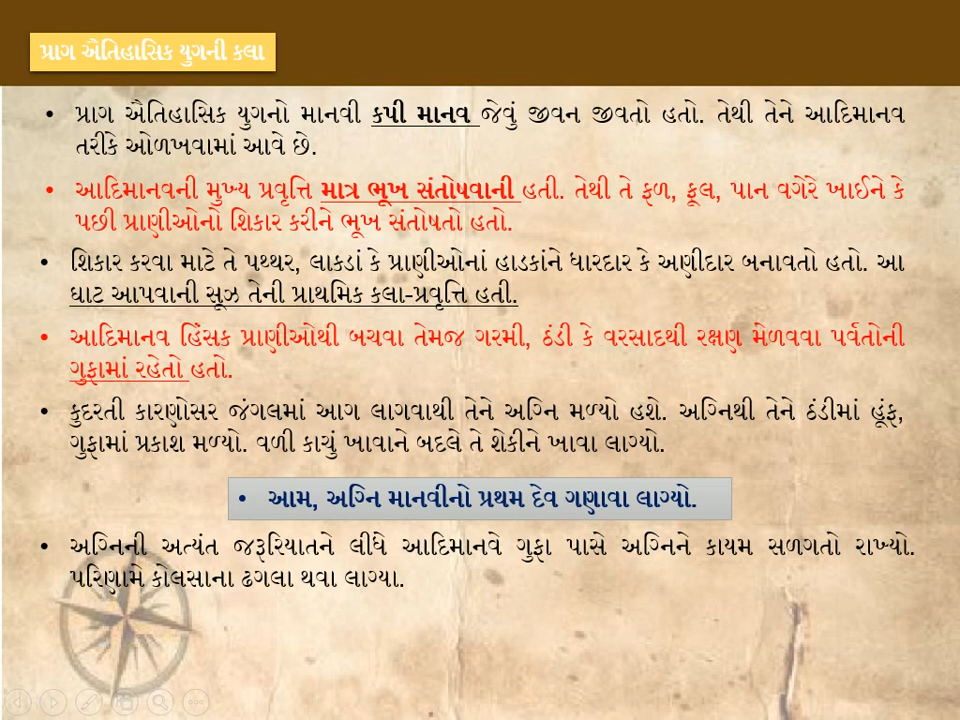 પ્રાગ ઐતિહાસિક યુગની કલા
• પ્રાગ ઐતિહાસિક યુગનો માનવી કપી માનવ જેવું જીવન જીવતો હતો. તેથી તેને આદિમાનવ
તરીકે ઓળખવામાં આવે છે.
• આદિમાનવની મુખ્ય પ્રવૃત્તિ માત્ર ભૂખ સંતોષવાની હતી. તેથી તે ફળ, ફૂલ, પાન વગેરે ખાઈને કે
પછી પ્રાણીઓનો શિકાર કરીને ભૂખ સંતોષતો હતો.
• શિકાર કરવા માટે તે પથ્થર, લાકડાં કે પ્રાણીઓનાં હાડકાંને ધારદાર કે અણીદાર બનાવતો હતો. આ
ઘાટ આપવાની સૂઝ તેની પ્રાથમિક કલા-પ્રવૃત્તિ હતી.
• આદિમાનવ હિંસક પ્રાણીઓથી બચવા તેમજ ગરમી, ઠંડી કે વરસાદથી રક્ષણ મેળવવા પર્વતોની
ગુફામાં રહેતો હતો.
• કુદરતી કારણોસર જંગલમાં આગ લાગવાથી તેને અગ્નિ મળ્યો હશે. અગ્નિથી તેને ઠંડીમાં હૂંફ,
ગુફામાં પ્રકાશ મળ્યો. વળી કાચું ખાવાને બદલે તે શેકીને ખાવા લાગ્યો.
• આમ, અગ્નિ માનવીનો પ્રથમ દેવ ગણાવા લાગ્યો.
• અગ્નિની અત્યંત જરૂરિયાતને લીધે આદિમાનવે ગુફા પાસે અગ્નિને કાયમ સળગતો રાખ્યો.
પરિણામે કોલસાના ઢગલા થવા લાગ્યા.